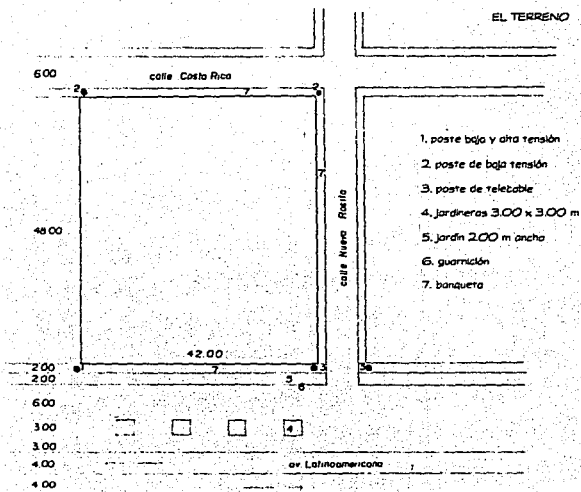 EL TERRENO
6.00
calle Costa Rica
2
7
2
1. poste baja y alta tensión
2. poste de baja tensión
3. poste de telecable
4. jardineras 3.00 x 3.00 m
5. jardín 2.00 m ancho
6. guarnición
7. banqueta
7
calle Nueva Rosita
48.00
42.00
2.00
7
3
3
2.00
5
6
6.00
3.00
4
3.00
4.00
av. Latinoamericana
4.00